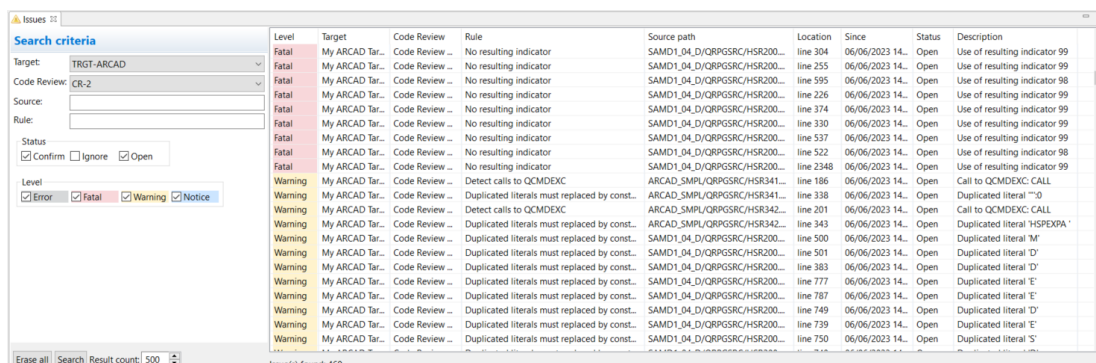 Issues
Search criteria
Target: TRGT-ARCAD
Code Review: CR-2
Source:
Rule:
Status
Confirm Ignore Open
Level
Error Fatal Warning Notice
Erase all Search Result count: 500
Level Target Code Review Rule Source path Location Since Status Description
Fatal My ARCAD Tar... Code Review ... No resulting indicator SAMD1_04_D/QRPGSRC/HSR200.... line 304 06/06/2023 14... Open Use of resulting indicator 99
Fatal My ARCAD Tar... Code Review ... No resulting indicator SAMD1_04_D/QRPGSRC/HSR200.... line 255 06/06/2023 14... Open Use of resulting indicator 99
Fatal My ARCAD Tar... Code Review ... No resulting indicator SAMD1_04_D/QRPGSRC/HSR200.... line 595 06/06/2023 14... Open Use of resulting indicator 98
Fatal My ARCAD Tar... Code Review ... No resulting indicator SAMD1_04_D/QRPGSRC/HSR200.... line 226 06/06/2023 14... Open Use of resulting indicator 99
Fatal My ARCAD Tar... Code Review ... No resulting indicator SAMD1_04_D/QRPGSRC/HSR200.... line 374 06/06/2023 14... Open Use of resulting indicator 99
Fatal My ARCAD Tar... Code Review ... No resulting indicator SAMD1_04_D/QRPGSRC/HSR200.... line 330 06/06/2023 14... Open Use of resulting indicator 99
Fatal My ARCAD Tar... Code Review ... No resulting indicator SAMD1_04_D/QRPGSRC/HSR200.... line 537 06/06/2023 14... Open Use of resulting indicator 99
Fatal My ARCAD Tar... Code Review ... No resulting indicator SAMD1_04_D/QRPGSRC/HSR200.... line 522 06/06/2023 14... Open Use of resulting indicator 98
Fatal My ARCAD Tar... Code Review ... No resulting indicator SAMD1_04_D/QRPGSRC/HSR200.... line 2348 06/06/2023 14... Open Use of resulting indicator 99
Warning My ARCAD Tar... Code Review ... Detect calls to QCMDEXC ARCAD_SMPL/QRPGSRC/HSR341.... line 186 06/06/2023 14... Open Call to QCMDEXC: CALL
Warning My ARCAD Tar... Code Review ... Duplicated literals must replaced by const... ARCAD_SMPL/QRPGSRC/HSR341.... line 338 06/06/2023 14... Open Duplicated literal
Warning My ARCAD Tar... Code Review ... Detect calls to QCMDEXC ARCAD_SMPL/QRPGSRC/HSR342.... line 201 06/06/2023 14... Open Call to QCMDEXC: CALL
Warning My ARCAD Tar... Code Review ... Duplicated literals must replaced by const... ARCAD_SMPL/QRPGSRC/HSR342.... line 343 06/06/2023 14... Open Duplicated literal 'HSPEXPA '
Warning My ARCAD Tar... Code Review ... Duplicated literals must replaced by const... SAMD1_04_D/QRPGSRC/HSR200.... line 500 06/06/2023 14... Open Duplicated literal 'M'
Warning My ARCAD Tar... Code Review ... Duplicated literals must replaced by const... SAMD1_04_D/QRPGSRC/HSR200.... line 501 06/06/2023 14... Open Duplicated literal 'D'
Warning My ARCAD Tar... Code Review ... Duplicated literals must replaced by const... SAMD1_04_D/QRPGSRC/HSR200.... line 383 06/06/2023 14... Open Duplicated literal 'D'
Warning My ARCAD Tar... Code Review ... Duplicated literals must replaced by const... SAMD1_04_D/QRPGSRC/HSR200.... line 777 06/06/2023 14... Open Duplicated literal 'E'
Warning My ARCAD Tar... Code Review ... Duplicated literals must replaced by const... SAMD1_04_D/QRPGSRC/HSR200.... line 787 06/06/2023 14... Open Duplicated literal 'E'
Warning My ARCAD Tar... Code Review ... Duplicated literals must replaced by const... SAMD1_04_D/QRPGSRC/HSR200.... line 749 06/06/2023 14... Open Duplicated literal 'D'
Warning My ARCAD Tar... Code Review ... Duplicated literals must replaced by const... SAMD1_04_D/QRPGSRC/HSR200.... line 739 06/06/2023 14... Open Duplicated literal 'E'
Warning My ARCAD Tar... Code Review ... Duplicated literals must replaced by const... SAMD1_04_D/QRPGSRC/HSR200.... line 750 06/06/2023 14... Open Duplicated literal 'S'